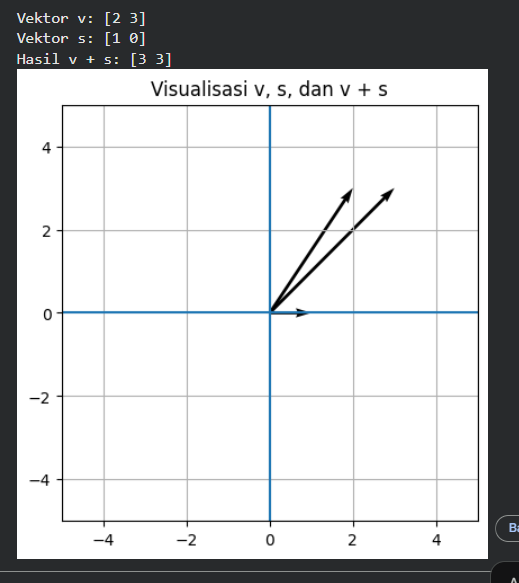 Vektor v: [2 3]
Vektor s: [1 0]
Hasil v + s: [3 3]
Visualisasi v, s, dan v + s
4
2
0
−2
−4
−4 −2 0 2 4